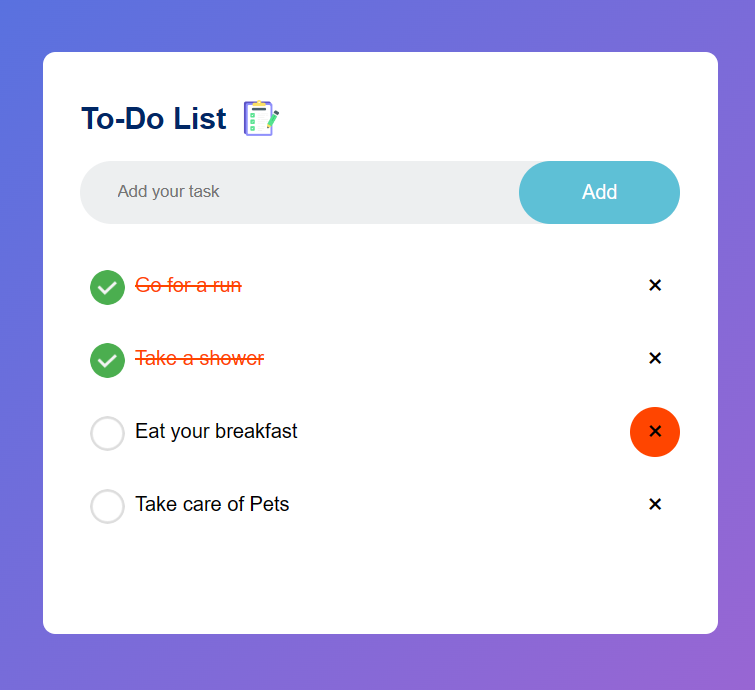 To-Do List
Add your task
Add
Go for a run ×
Take a shower ×
Eat your breakfast ×
Take care of Pets ×